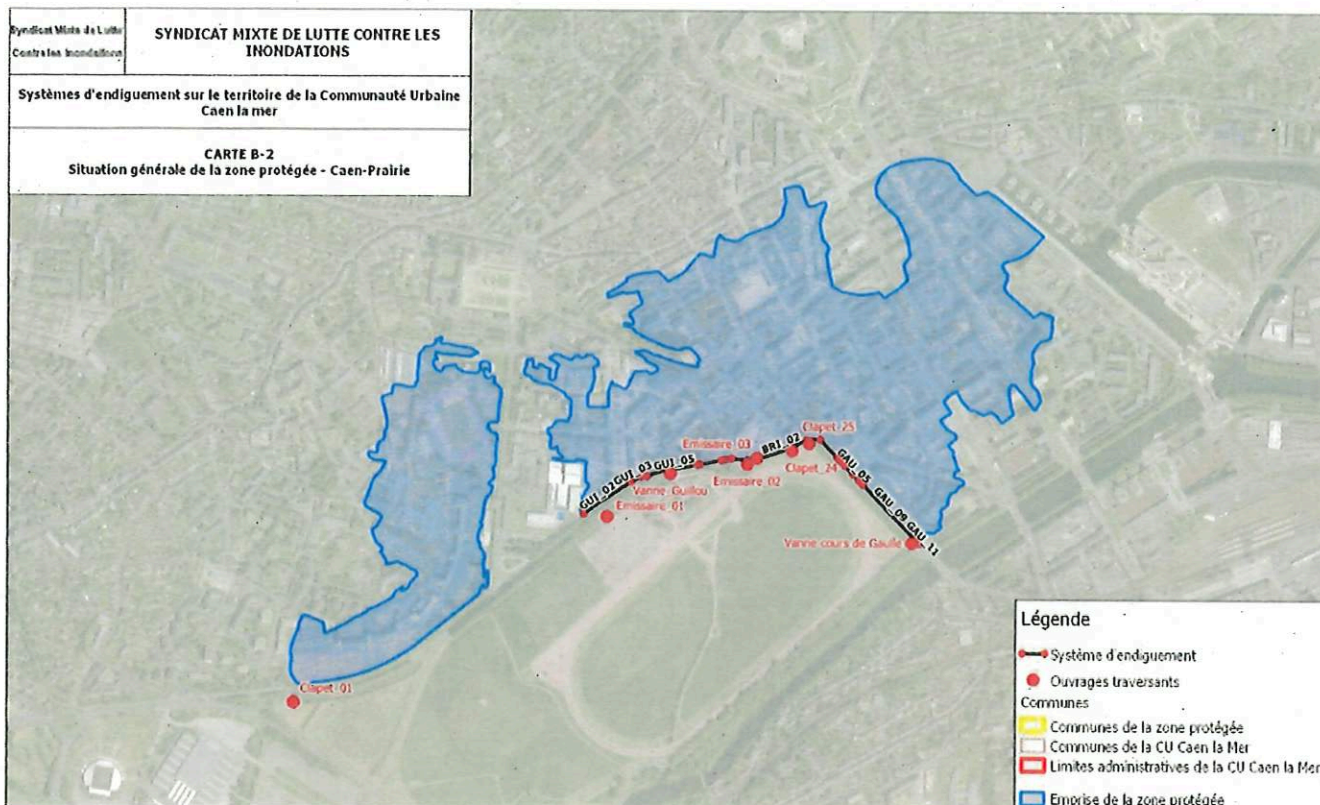 Syndicat Mixte de Lutte
Contre les Inondations
SYNDICAT MIXTE DE LUTTE CONTRE LES
INONDATIONS
Systèmes d'endiguement sur le territoire de la Communauté Urbaine
Caen la mer
CARTE B-2
Situation générale de la zone protégée - Caen-Prairie
Clapet_25
Emissaire_03
BRI_02
GUI_05
GUI_03
GUI_02
Clapet_24
GAU_05
Vanne Guillou
Emissaire_02
Emissaire_01
GAU_09
GAU_11
Vanne cours de Gaulle
Clapet_01
Légende
Système d'endiguement
Ouvrages traversants
Communes
Communes de la zone protégée
Communes de la CU Caen la Mer
Limites administratives de la CU Caen la Mer
Emprise de la zone protégée